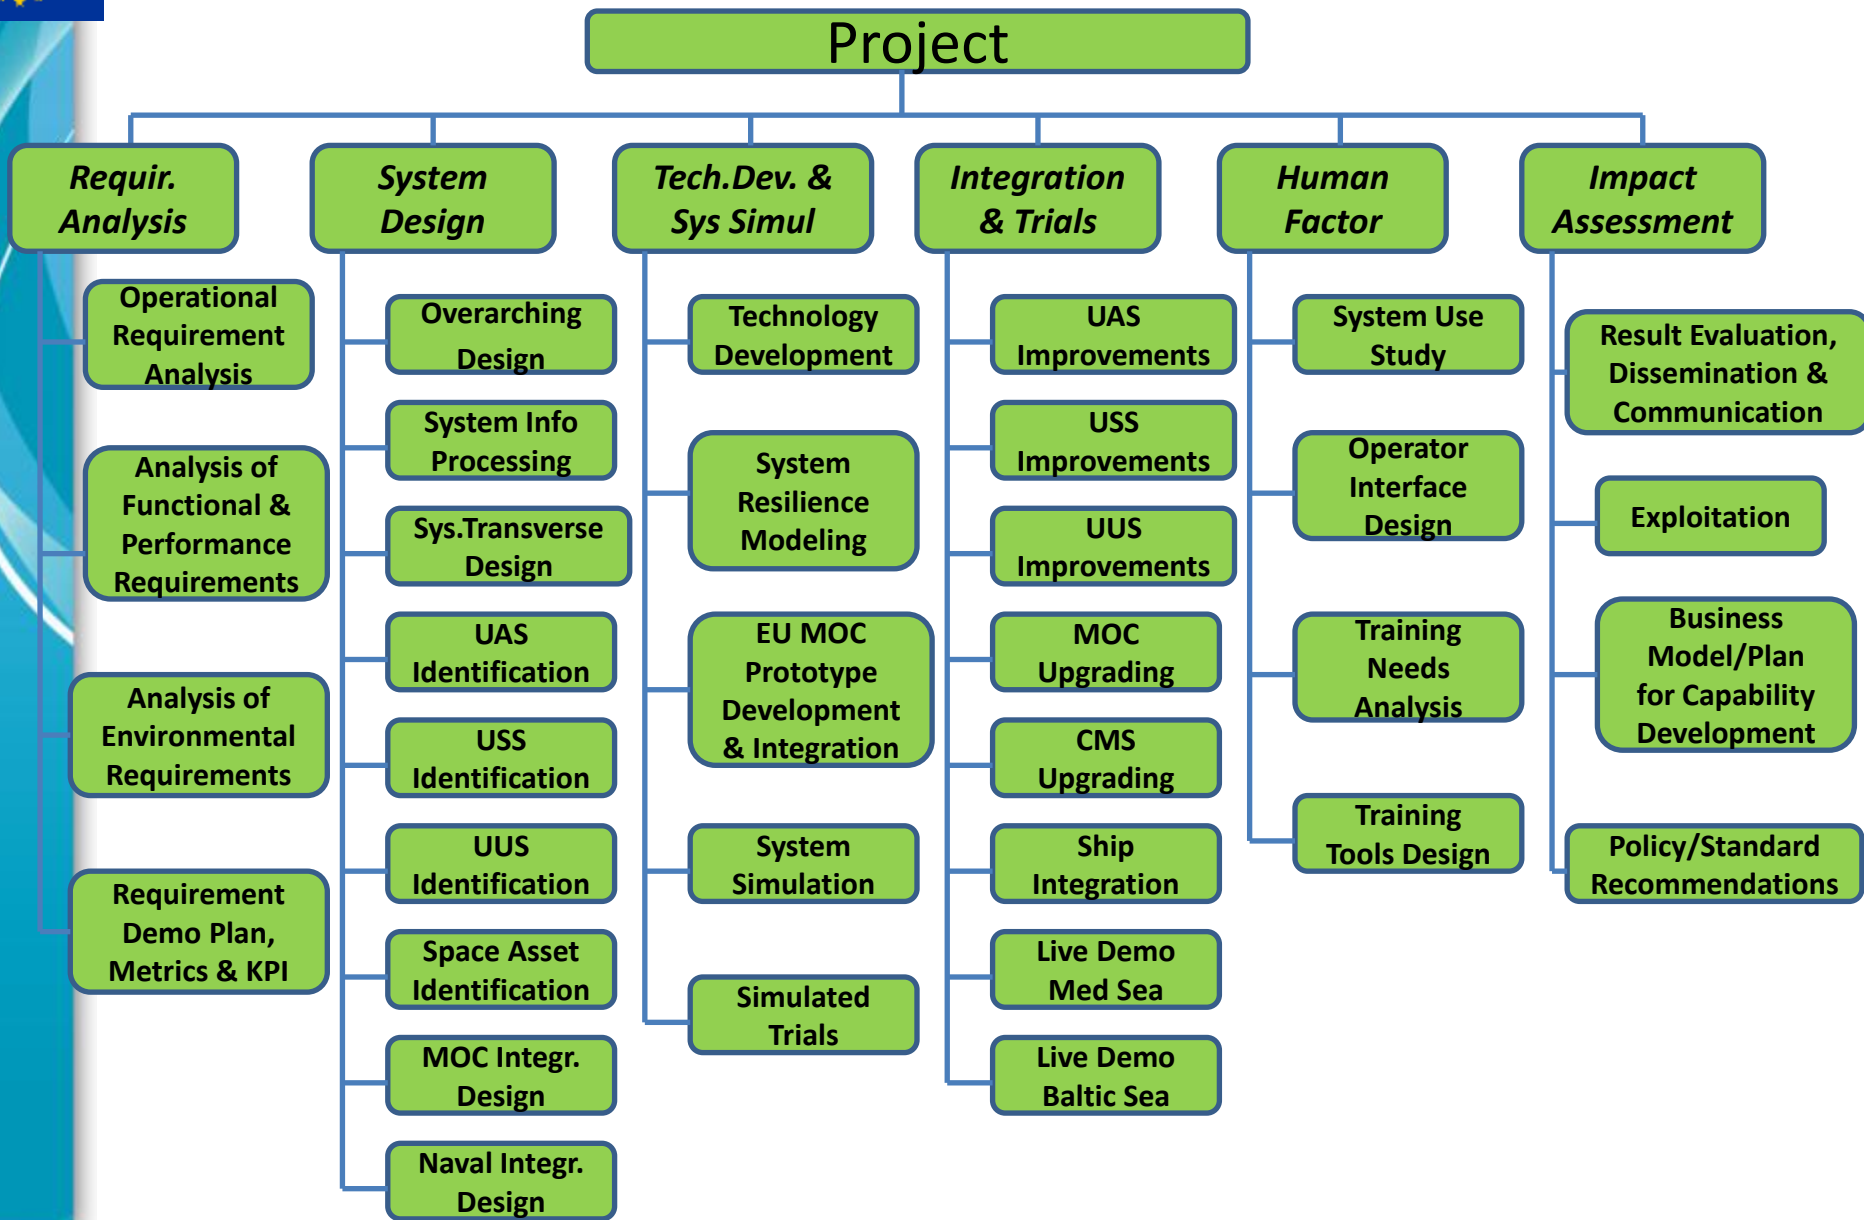 Project
Requir.
Analysis
Operational
Requirement
Analysis
Analysis of
Functional &
Performance
Requirements
Analysis of
Environmental
Requirements
Requirement
Demo Plan,
Metrics & KPI
System
Design
Overarching
Design
System Info
Processing
Sys.Transverse
Design
UAS
Identification
USS
Identification
UUS
Identification
Space Asset
Identification
MOC Integr.
Design
Naval Integr.
Design
Tech.Dev. &
Sys Simul
Technology
Development
System
Resilience
Modeling
EU MOC
Prototype
Development
& Integration
System
Simulation
Simulated
Trials
Integration
& Trials
UAS
Improvements
USS
Improvements
UUS
Improvements
MOC
Upgrading
CMS
Upgrading
Ship
Integration
Live Demo
Med Sea
Live Demo
Baltic Sea
Human
Factor
System Use
Study
Operator
Interface
Design
Training
Needs
Analysis
Training
Tools Design
Impact
Assessment
Result Evaluation,
Dissemination &
Communication
Exploitation
Business
Model/Plan
for Capability
Development
Policy/Standard
Recommendations